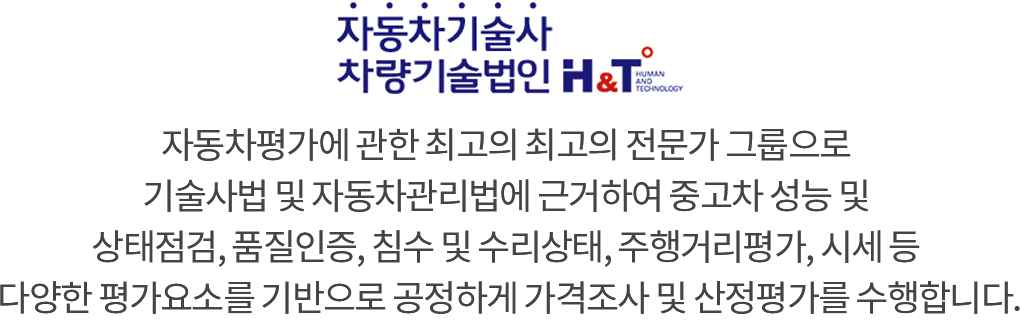 자동차기술사
차량기술법인 H&T
HUMAN
AND
TECHNOLOGY
자동차평가에 관한 최고의 최고의 전문가 그룹으로
기술사법 및 자동차관리법에 근거하여 중고차 성능 및
상태점검, 품질인증, 침수 및 수리상태, 주행거리평가, 시세 등
다양한 평가요소를 기반으로 공정하게 가격조사 및 산정평가를 수행합니다.